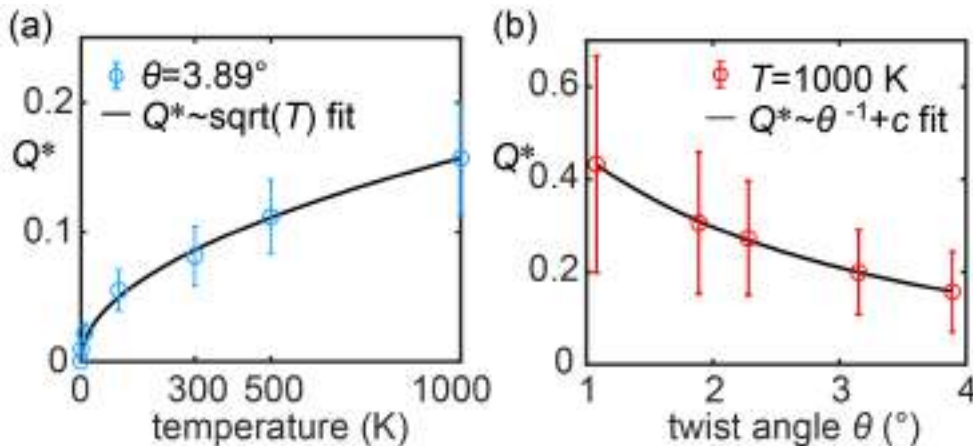 (a)
θ=3.89°
Q*~sqrt(T) fit
Q*
0.2
0.1
0
0 300 500 1000
temperature (K)
(b)
T=1000 K
Q*~θ⁻¹+c fit
Q*
0.6
0.4
0.2
0
1 2 3 4
twist angle θ (°)